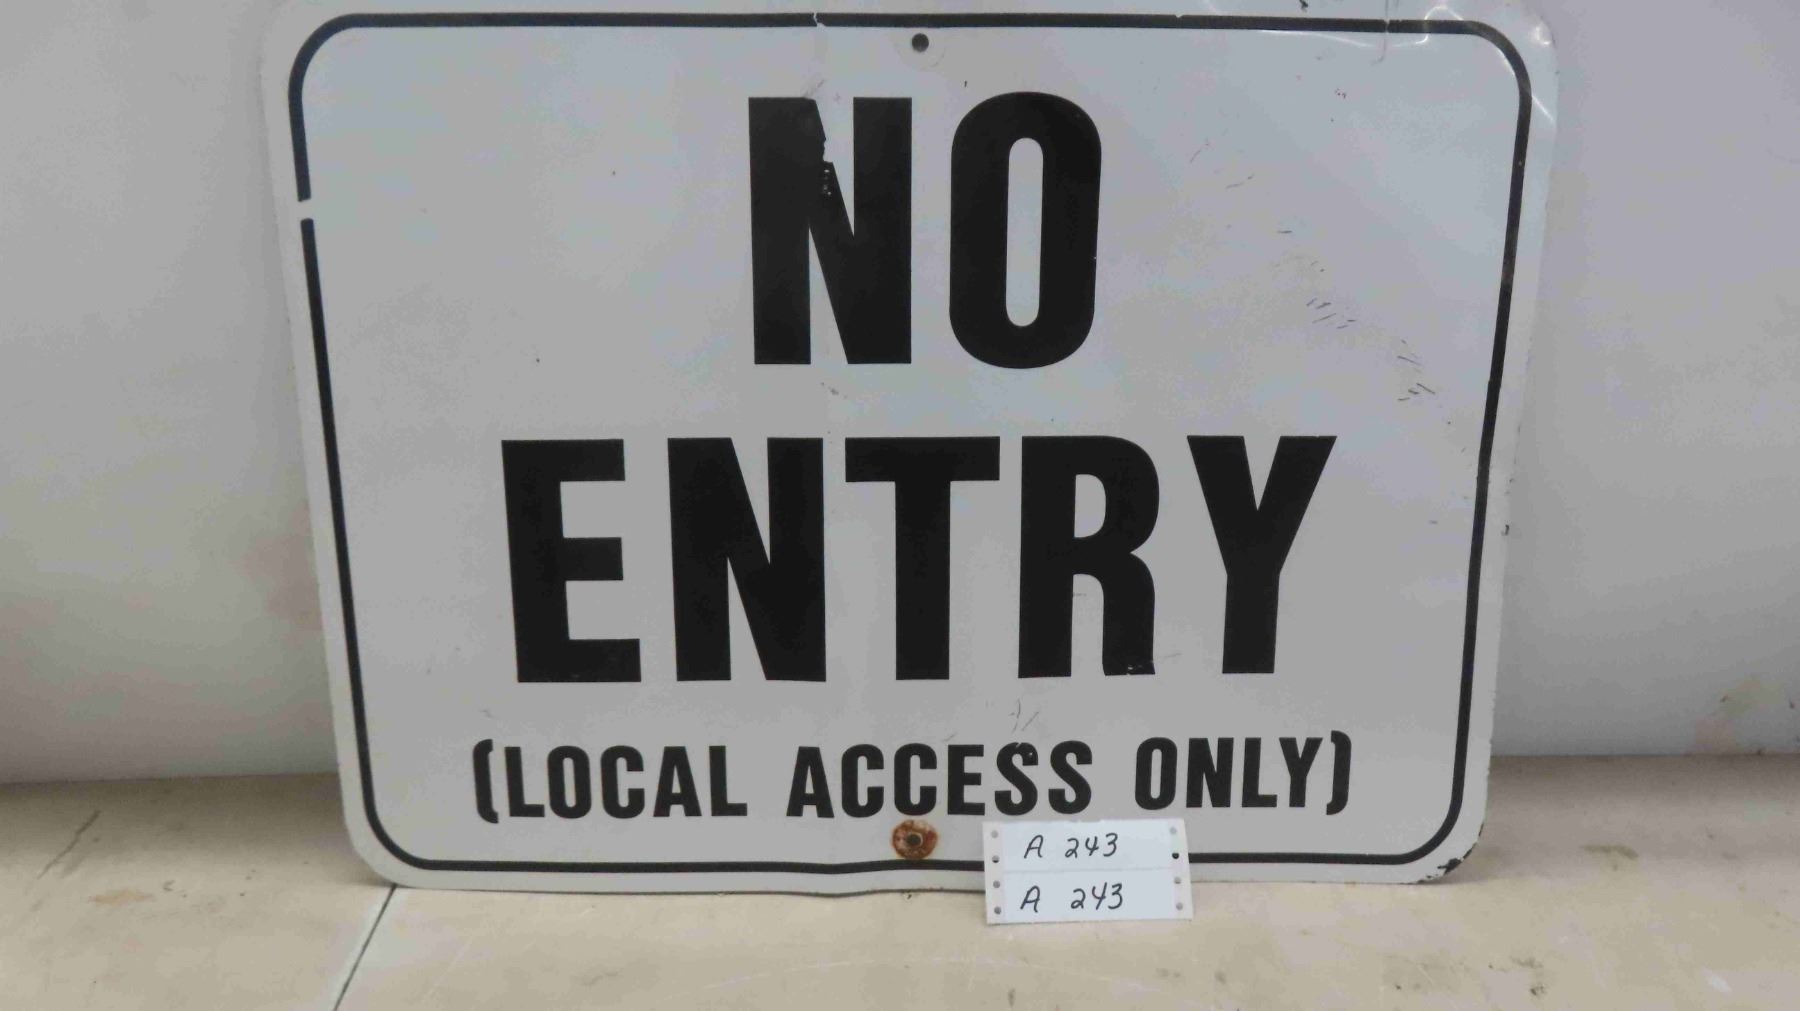 NO
ENTRY
(LOCAL ACCESS ONLY)
A 243
A 243